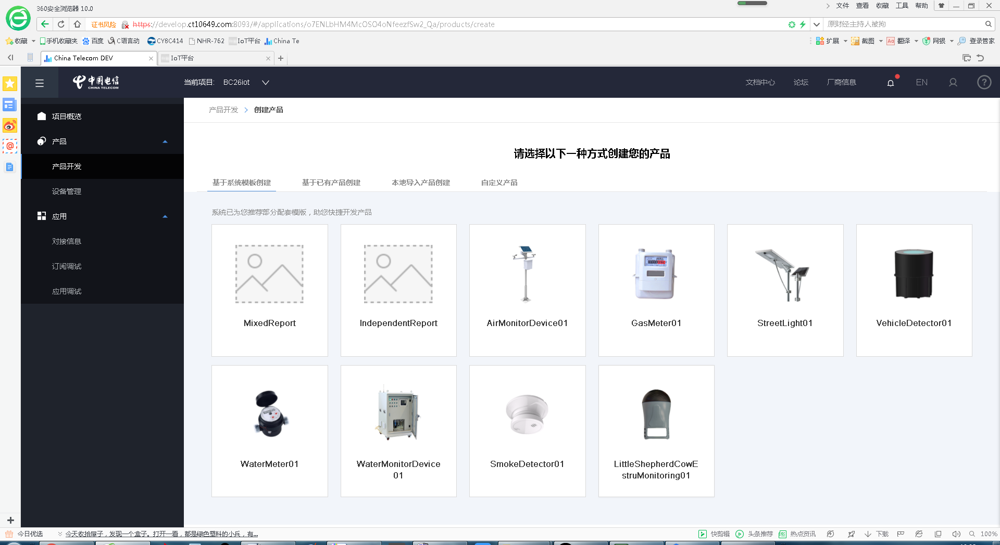 360安全浏览器 10.0
文件 查看 收藏 工具 帮助
证书风险 https://develop.ct10649.com:8093/#/applications/o7ENLbHM4McOSO4oNfeezfSw2_Qa/products/create
原财经主持人被拘
收藏 手机收藏夹 百度 C语言动 CY8C414 NHR-762 IoT平台 China Te
扩展 截图 翻译 网银 登录管家
China Telecom DEV
IoT平台
中国电信
CHINA TELECOM
当前项目: BC26iot
文档中心 论坛 厂商信息 EN
项目概览
产品
产品开发
设备管理
应用
对接信息
订阅调试
应用调试
产品开发 > 创建产品
请选择以下一种方式创建您的产品
基于系统模板创建 基于已有产品创建 本地导入产品创建 自定义产品
系统已为您推荐部分配套模版，助您快捷开发产品
MixedReport
IndependentReport
AirMonitorDevice01
GasMeter01
StreetLight01
VehicleDetector01
WaterMeter01
WaterMonitorDevice
01
SmokeDetector01
LittleShepherdCowE
struMonitoring01
今日优选 今天收拾屋子，发现一个盒子。打开一看，都是绿色塑料的小兵，有...
快剪辑 头条推荐 热点资讯 下载 100%